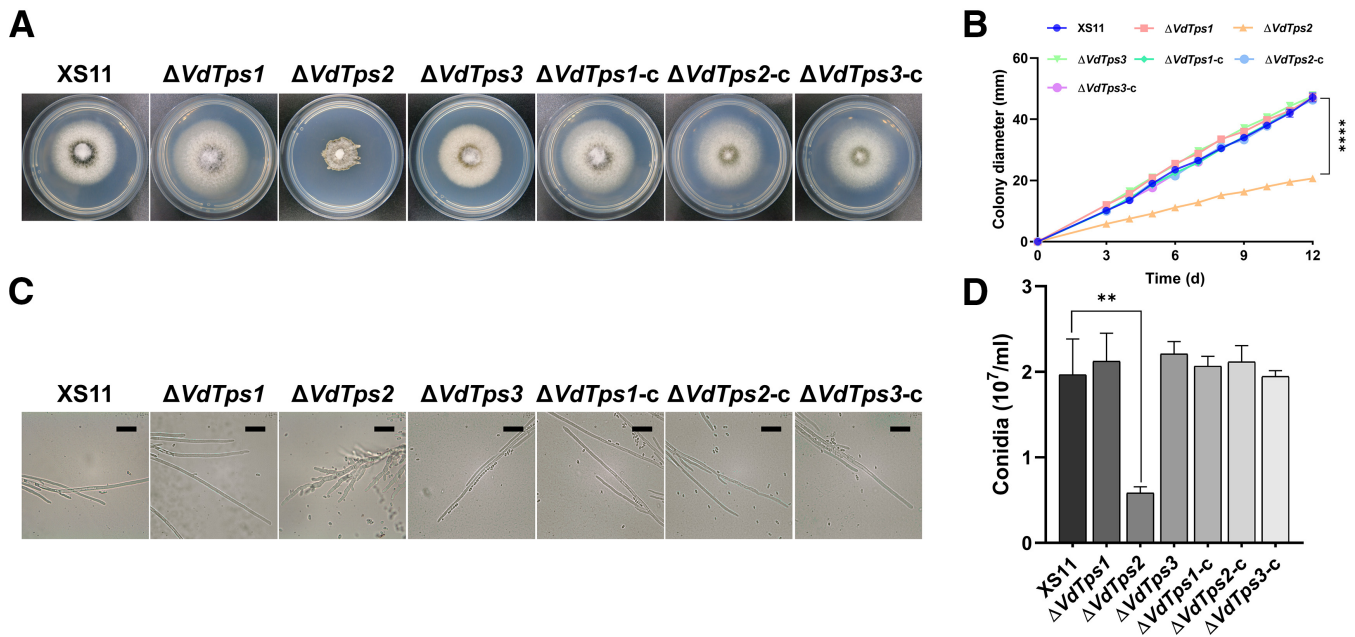 A
XS11 ΔVdTps1 ΔVdTps2 ΔVdTps3 ΔVdTps1-c ΔVdTps2-c ΔVdTps3-c
B
XS11 ΔVdTps1 ΔVdTps2
ΔVdTps3 ΔVdTps1-c ΔVdTps2-c
ΔVdTps3-c
Colony diameter (mm)
60
40
20
0
0 3 6 9 12
Time (d)
****
C
XS11 ΔVdTps1 ΔVdTps2 ΔVdTps3 ΔVdTps1-c ΔVdTps2-c ΔVdTps3-c
D
Conidia (10⁷/ml)
3
2
1
0
**
XS11 ΔVdTps1 ΔVdTps2 ΔVdTps3 ΔVdTps1-c ΔVdTps2-c ΔVdTps3-c